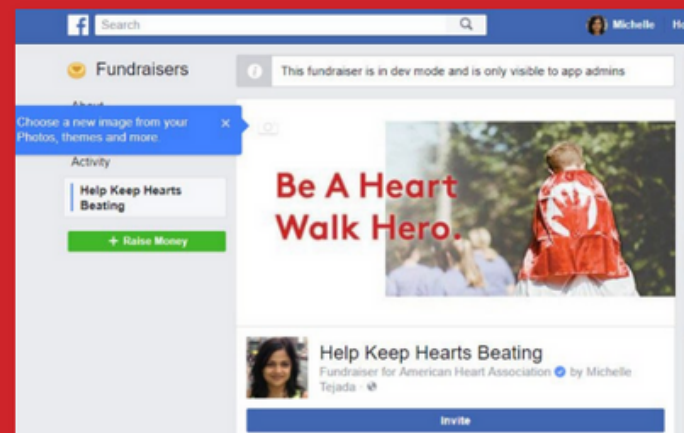 f Search Michelle Ho
Fundraisers
i This fundraiser is in dev mode and is only visible to app admins
About
Choose a new image from your
Photos, themes and more.
×
Activity
Help Keep Hearts
Beating
+ Raise Money
Be A Heart
Walk Hero.
Help Keep Hearts Beating
Fundraiser for American Heart Association by Michelle
Tejada ·
Invite